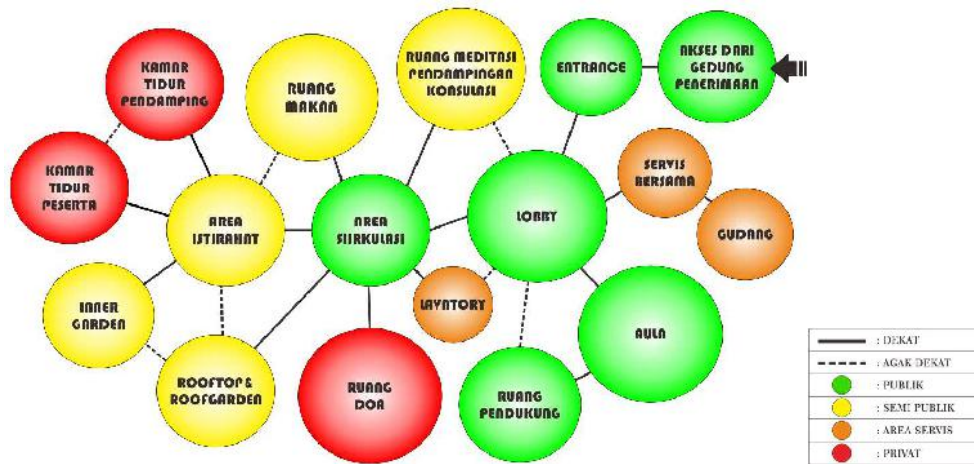 KAMAR
TIDUR
PENDAMPING
RUANG
MAKAN
RUANG MEDITASI
PENDAMPINGAN
KONSULASI
ENTRANCE
AKSES DARI
GEDUNG
PENERIMAAN
KAMAR
TIDUR
PESERTA
AREA
ISTIRAHAT
AREA
SIIRKULASI
LOBBY
SERVIS
BERSAMA
GUDANG
INNER
GARDEN
ROOFTOP &
ROOFGARDEN
RUANG
DOA
LAVATORY
RUANG
PENDUKUNG
AULA
: DEKAT
: AGAK DEKAT
: PUBLIK
: SEMI PUBLIK
: AREA SERVIS
: PRIVAT